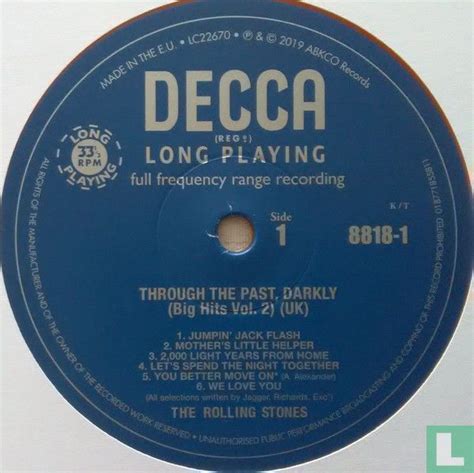 MADE IN THE E.U. • LC22670 • ℗ & © 2019 ABKCO Records
DECCA
(REG⚲)
LONG PLAYING
full frequency range recording
LONG
33⅓
RPM
PLAYING
K/T
Side
1
8818-1
THROUGH THE PAST, DARKLY
(Big Hits Vol. 2) (UK)
1. JUMPIN' JACK FLASH
2. MOTHER'S LITTLE HELPER
3. 2,000 LIGHT YEARS FROM HOME
4. LET'S SPEND THE NIGHT TOGETHER
5. YOU BETTER MOVE ON* (A. Alexander)
6. WE LOVE YOU
(All selections written by Jagger, Richards, Exc*)
THE ROLLING STONES
ALL RIGHTS OF THE MANUFACTURER AND OF THE OWNER OF THE RECORDED WORK RESERVED • UNAUTHORISED PUBLIC PERFORMANCE BROADCASTING AND COPYING OF THIS RECORD PROHIBITED
© L